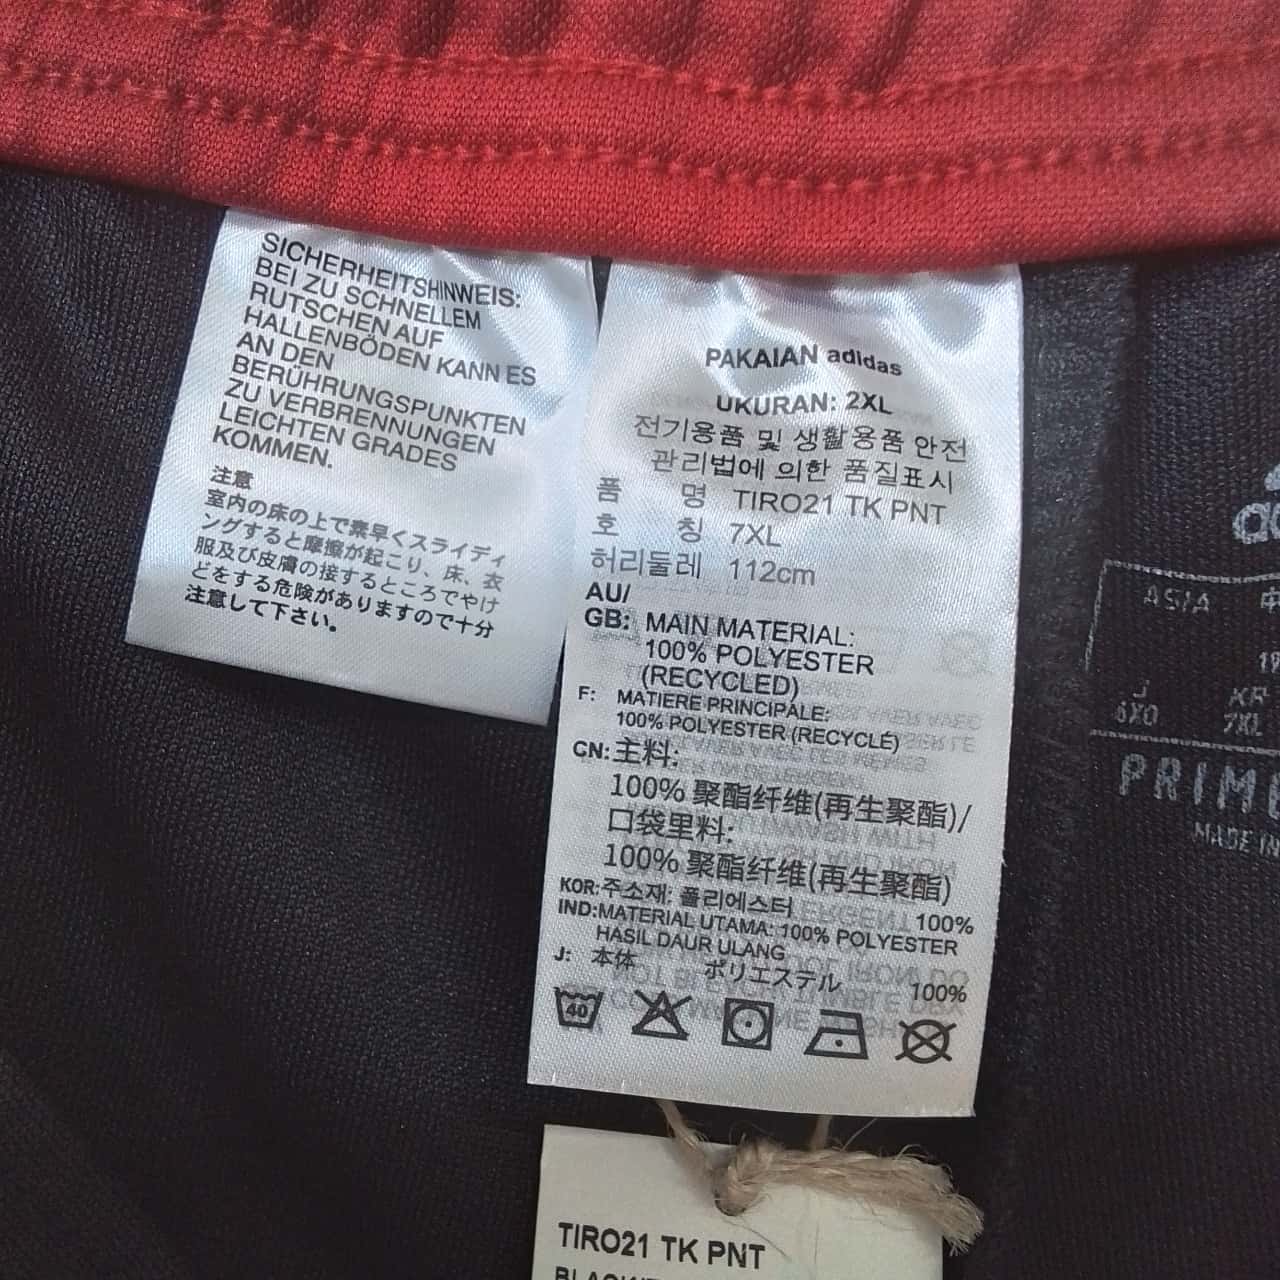 SICHERHEITSHINWEIS:
BEI ZU SCHNELLEM
RUTSCHEN AUF
HALLENBÖDEN KANN ES
AN DEN
BERÜHRUNGSPUNKTEN
ZU VERBRENNUNGEN
LEICHTEN GRADES
KOMMEN.
注意
室内の床の上で素早くスライディ
ングすると摩擦が起こり、床、衣
服及び皮膚の接するところでやけ
どをする危険がありますので十分
注意して下さい。
PAKAIAN adidas
UKURAN: 2XL
전기용품 및 생활용품 안전
관리법에 의한 품질표시
품 명 TIRO21 TK PNT
호 칭 7XL
허리둘레 112cm
AU/
GB: MAIN MATERIAL:
100% POLYESTER
(RECYCLED)
F: MATIERE PRINCIPALE:
100% POLYESTER (RECYCLÉ)
CN: 主料:
100% 聚酯纤维(再生聚酯)/
口袋里料:
100% 聚酯纤维(再生聚酯)
KOR: 주소재: 폴리에스터 100%
IND: MATERIAL UTAMA: 100% POLYESTER
HASIL DAUR ULANG
J: 本体 ポリエステル 100%
40
ASIA
J KR
6XO 7XL
MADE IN
TIRO21 TK PNT